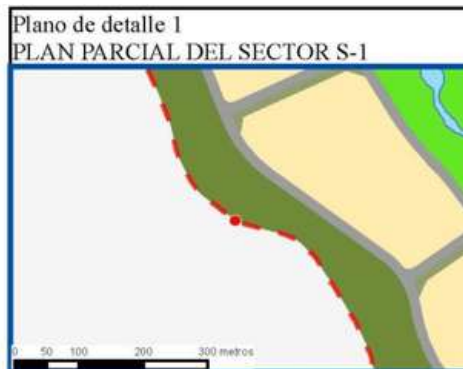 Plano de detalle 1
PLAN PARCIAL DEL SECTOR S-1
0 50 100 200 300 metros